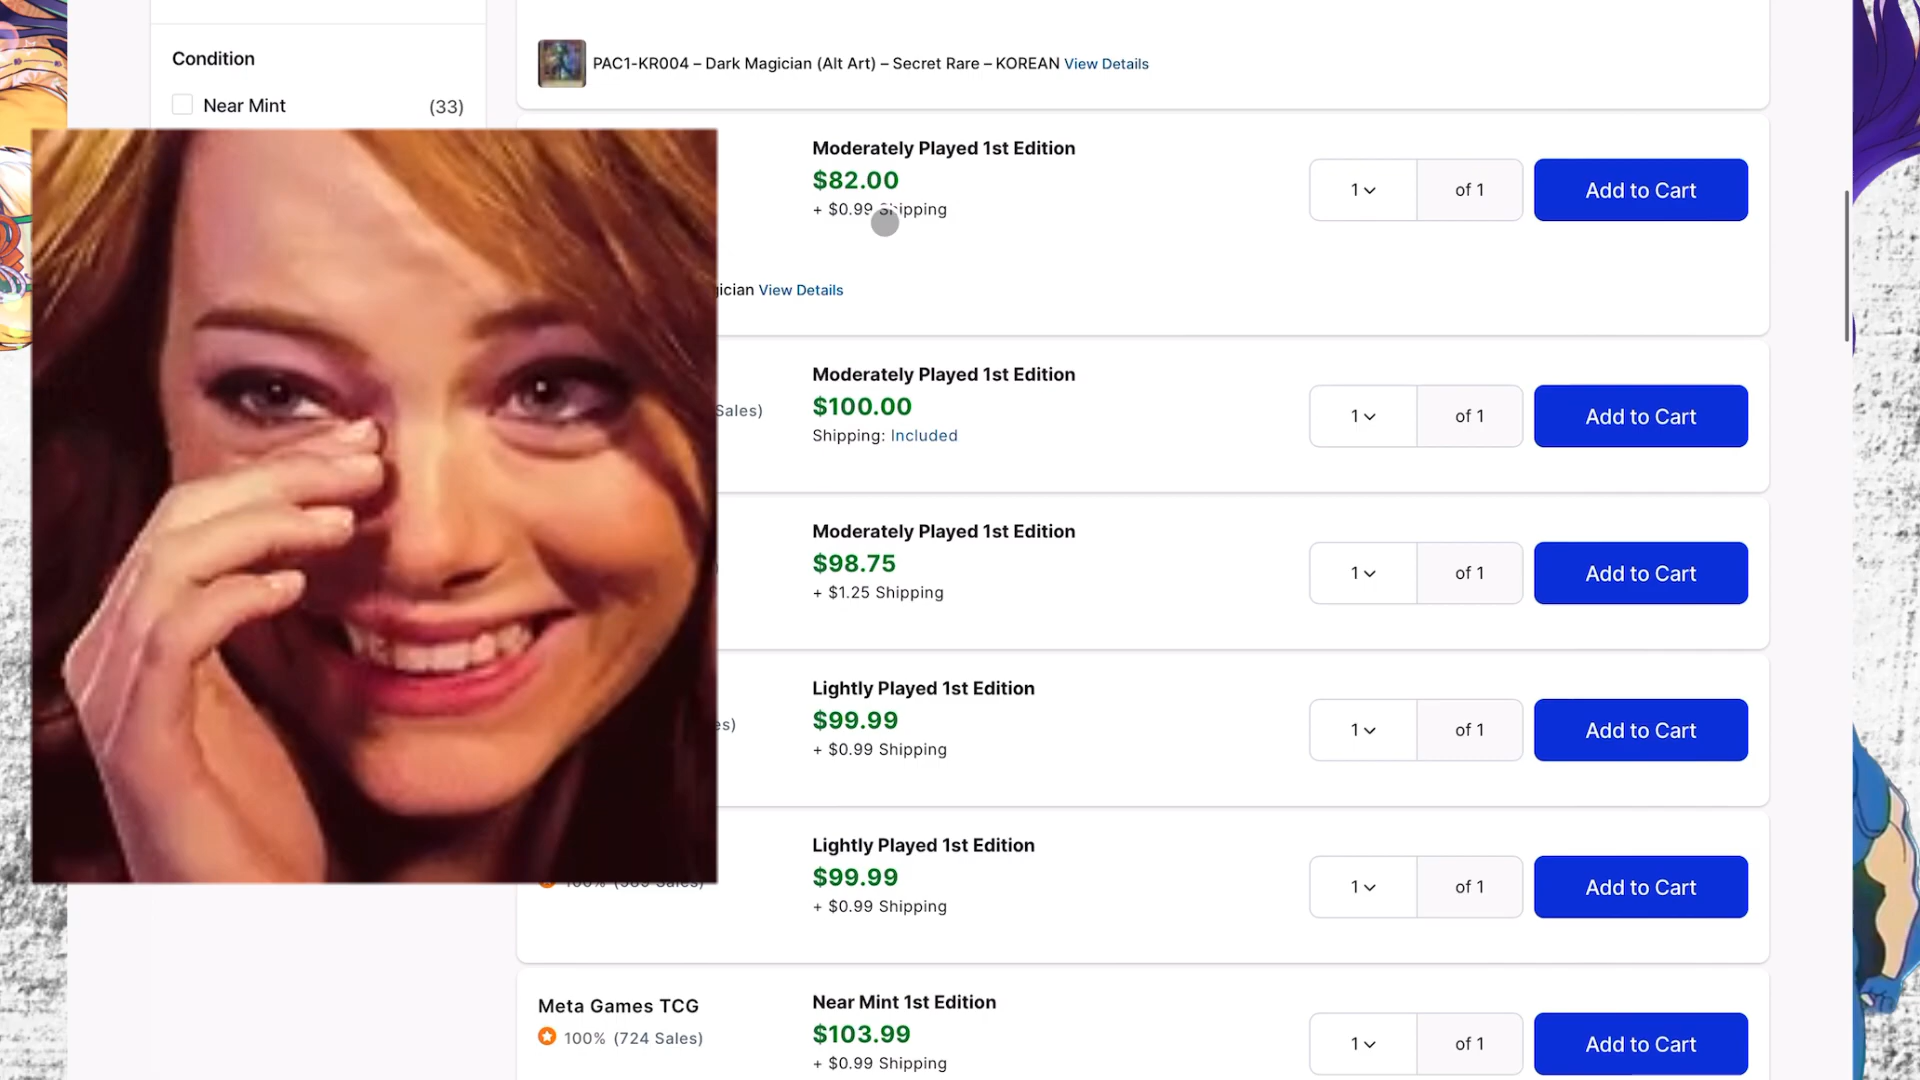 Condition
Near Mint (33)
PAC1-KR004 – Dark Magician (Alt Art) – Secret Rare – KOREAN View Details
Moderately Played 1st Edition
$82.00
+ $0.99 Shipping
1 of 1
Add to Cart
gician View Details
Sales)
Moderately Played 1st Edition
$100.00
Shipping: Included
1 of 1
Add to Cart
Moderately Played 1st Edition
$98.75
+ $1.25 Shipping
1 of 1
Add to Cart
es)
Lightly Played 1st Edition
$99.99
+ $0.99 Shipping
1 of 1
Add to Cart
Lightly Played 1st Edition
$99.99
+ $0.99 Shipping
1 of 1
Add to Cart
Meta Games TCG
100% (724 Sales)
Near Mint 1st Edition
$103.99
+ $0.99 Shipping
1 of 1
Add to Cart